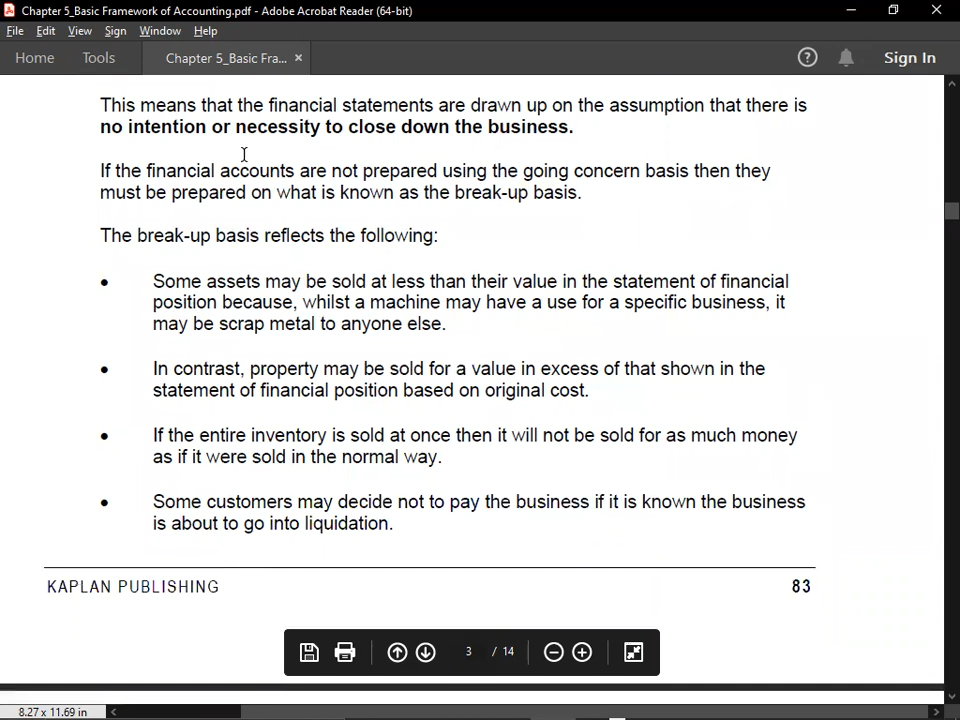 Chapter 5_Basic Framework of Accounting.pdf - Adobe Acrobat Reader (64-bit)
File Edit View Sign Window Help
Home Tools Chapter 5_Basic Fra... × Sign In
This means that the financial statements are drawn up on the assumption that there is
no intention or necessity to close down the business.
If the financial accounts are not prepared using the going concern basis then they
must be prepared on what is known as the break-up basis.
The break-up basis reflects the following:
• Some assets may be sold at less than their value in the statement of financial
position because, whilst a machine may have a use for a specific business, it
may be scrap metal to anyone else.
• In contrast, property may be sold for a value in excess of that shown in the
statement of financial position based on original cost.
• If the entire inventory is sold at once then it will not be sold for as much money
as if it were sold in the normal way.
• Some customers may decide not to pay the business if it is known the business
is about to go into liquidation.
KAPLAN PUBLISHING 83
3 / 14
8.27 x 11.69 in